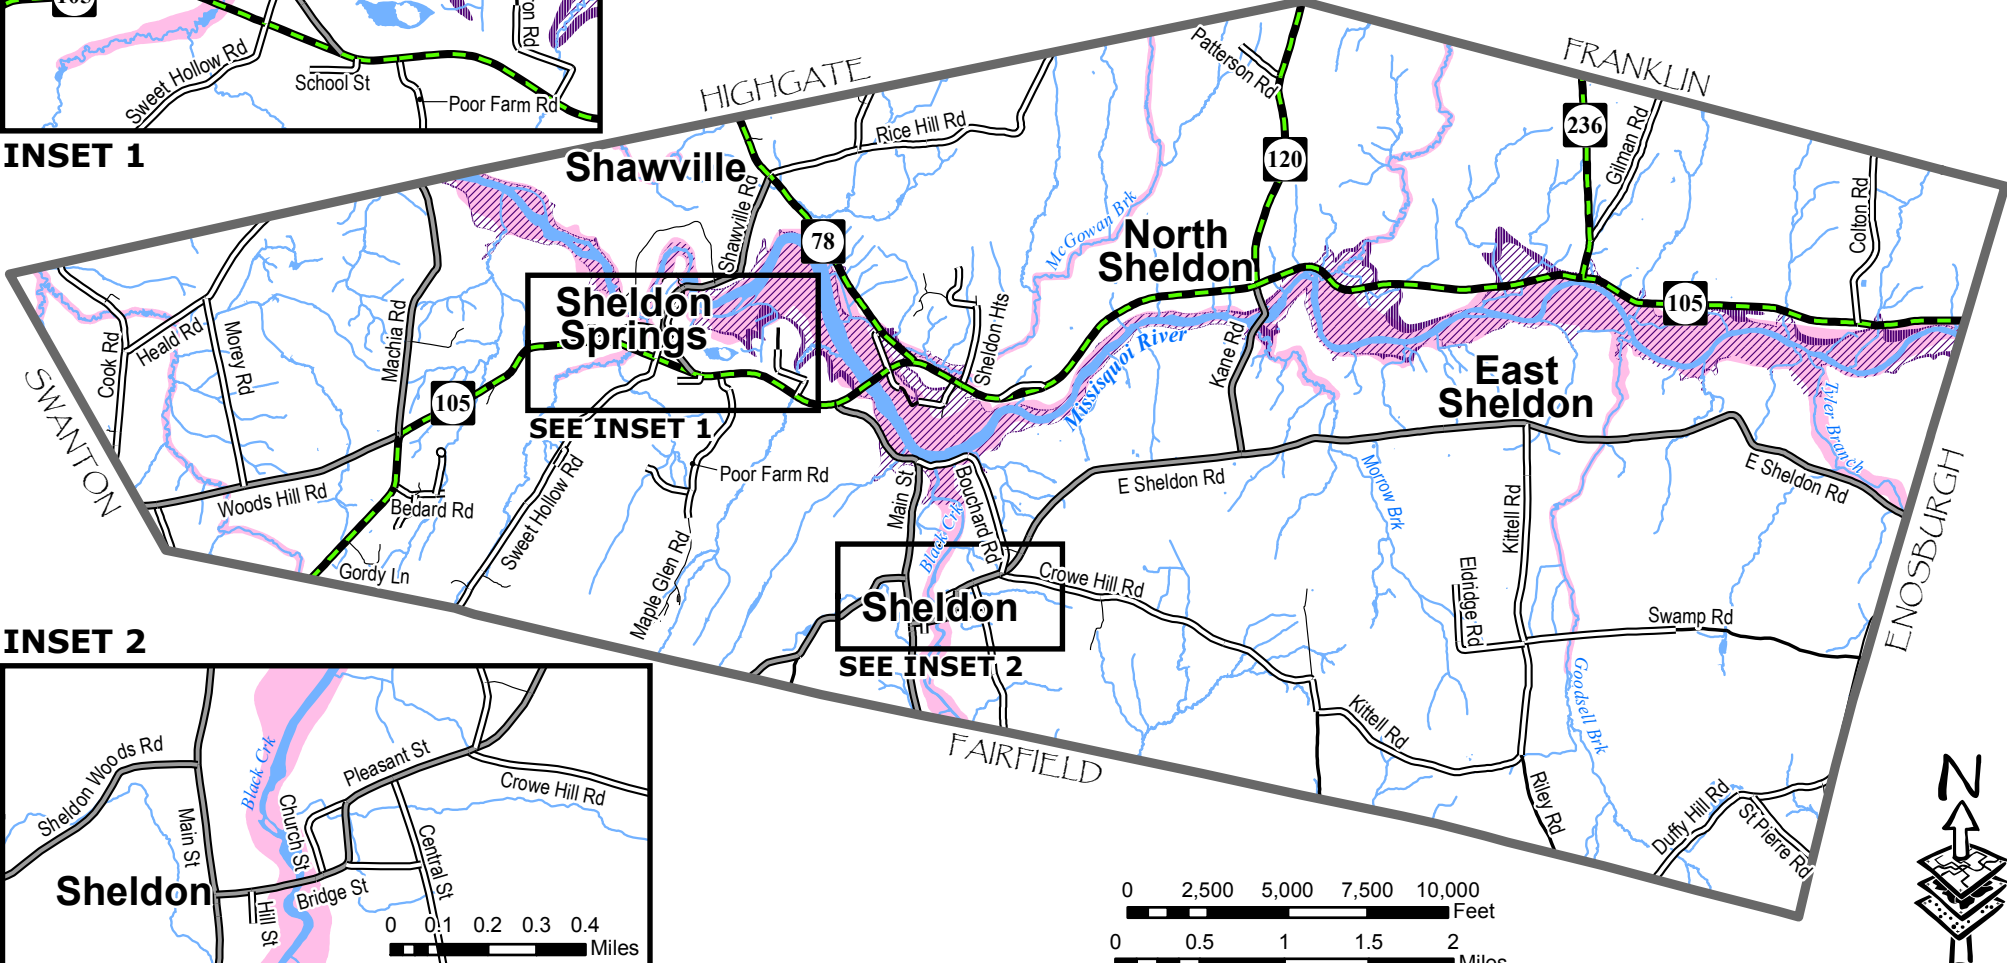 105
Sweet Hollow Rd
School St
Poor Farm Rd
on Rd
INSET 1
HIGHGATE
FRANKLIN
SWANTON
ENOSBURGH
FAIRFIELD
Shawville
Shawville Rd
Rice Hill Rd
Patterson Rd
120
236
Gilman Rd
Colton Rd
78
McGowan Brk
North
Sheldon
105
Sheldon
Springs
Sheldon Hts
Missisquoi River
Kane Rd
East
Sheldon
Tyler Branch
Cook Rd
Heald Rd
Morey Rd
Machia Rd
105
SEE INSET 1
Poor Farm Rd
Woods Hill Rd
Bedard Rd
Gordy Ln
Sweet Hollow Rd
Maple Glen Rd
Main St
Black Crk
Bouchard Rd
E Sheldon Rd
Morrow Brk
E Sheldon Rd
Kittell Rd
Eldridge Rd
Swamp Rd
Crowe Hill Rd
Sheldon
SEE INSET 2
Goodsell Brk
Kittell Rd
Riley Rd
Duffy Hill Rd
St Pierre Rd
INSET 2
Sheldon Woods Rd
Main St
Black Crk
Church St
Pleasant St
Crowe Hill Rd
Central St
Sheldon
Hill St
Bridge St
0 0.1 0.2 0.3 0.4
Miles
0 2,500 5,000 7,500 10,000
Feet
0 0.5 1 1.5 2
Miles
N